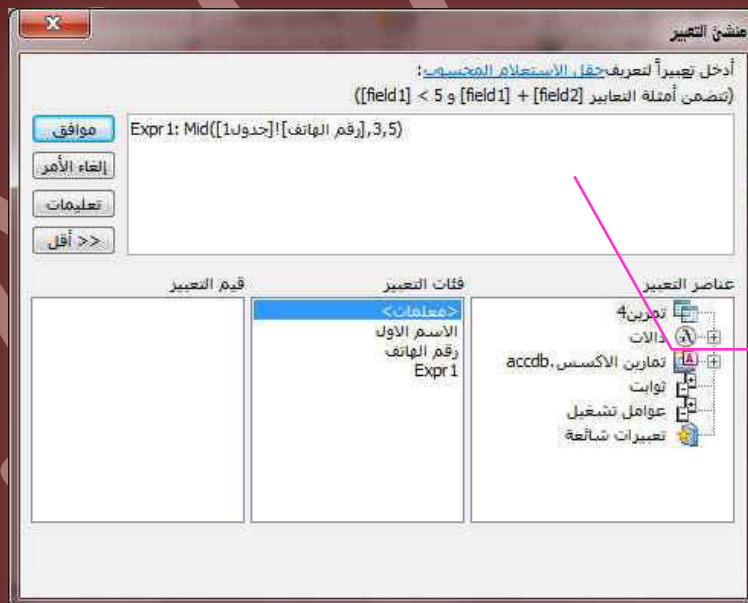 منشئ التعبير
أدخل تعبيراً لتعريف حقل الاستعلام المحسوب:
(تتضمن أمثلة التعابير [field1] + [field2] و [field1] < 5)
Expr1: Mid([جدول1]![رقم الهاتف],3,5)
موافق
إلغاء الأمر
تعليمات
<< أقل
عناصر التعبير
تمرين4
دالات
تمارين الاكسس.accdb
ثوابت
عوامل تشغيل
تعبيرات شائعة
فئات التعبير
<معلمات>
الاسم الاول
رقم الهاتف
Expr1
قيم التعبير